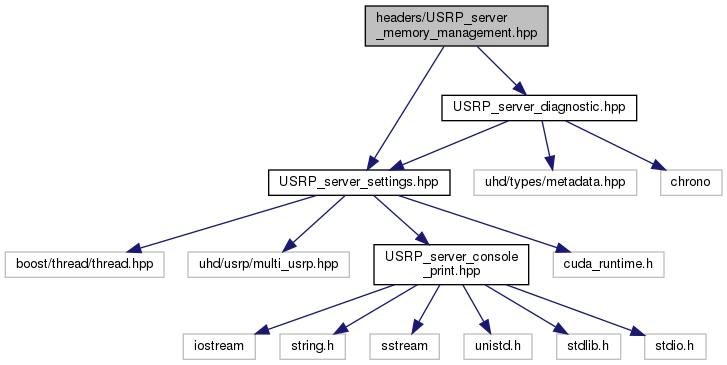 headers/USRP_server
_memory_management.hpp
USRP_server_diagnostic.hpp
USRP_server_settings.hpp
uhd/types/metadata.hpp
chrono
boost/thread/thread.hpp
uhd/usrp/multi_usrp.hpp
USRP_server_console
_print.hpp
cuda_runtime.h
iostream
string.h
sstream
unistd.h
stdlib.h
stdio.h